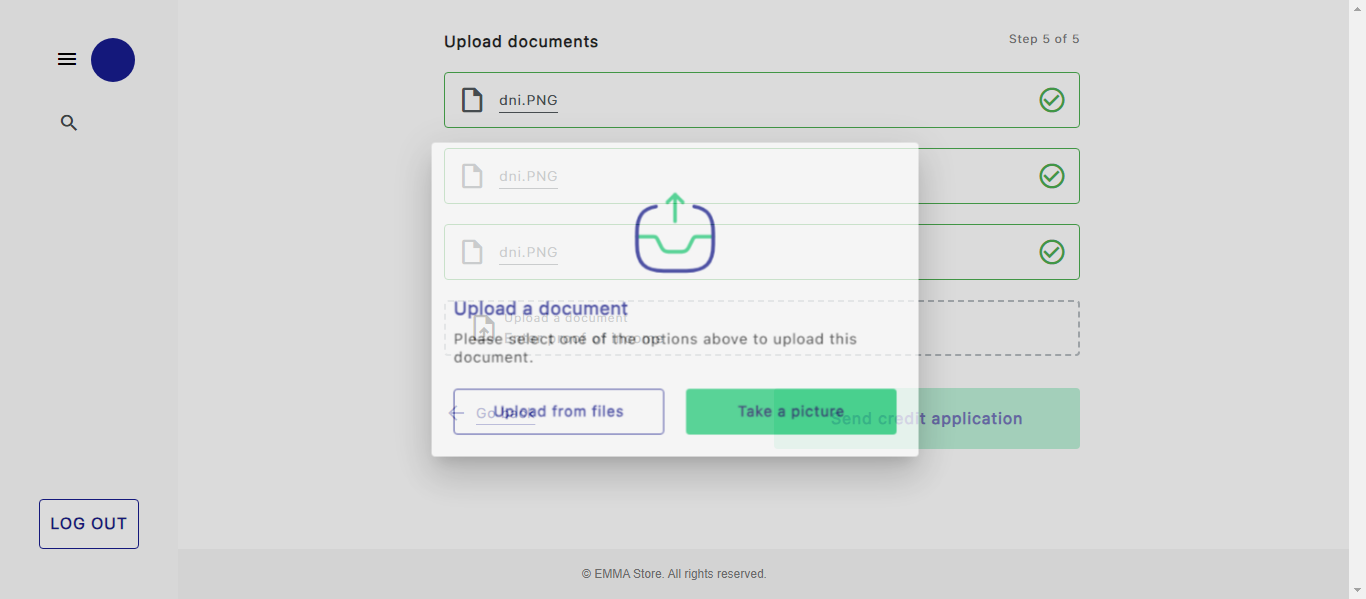 Upload documents
Step 5 of 5
dni.PNG
dni.PNG
dni.PNG
Upload a document
Upload a document
Please select one of the options above to upload this
document.
Go back
Upload from files
Take a picture
Send credit application
LOG OUT
© EMMA Store. All rights reserved.